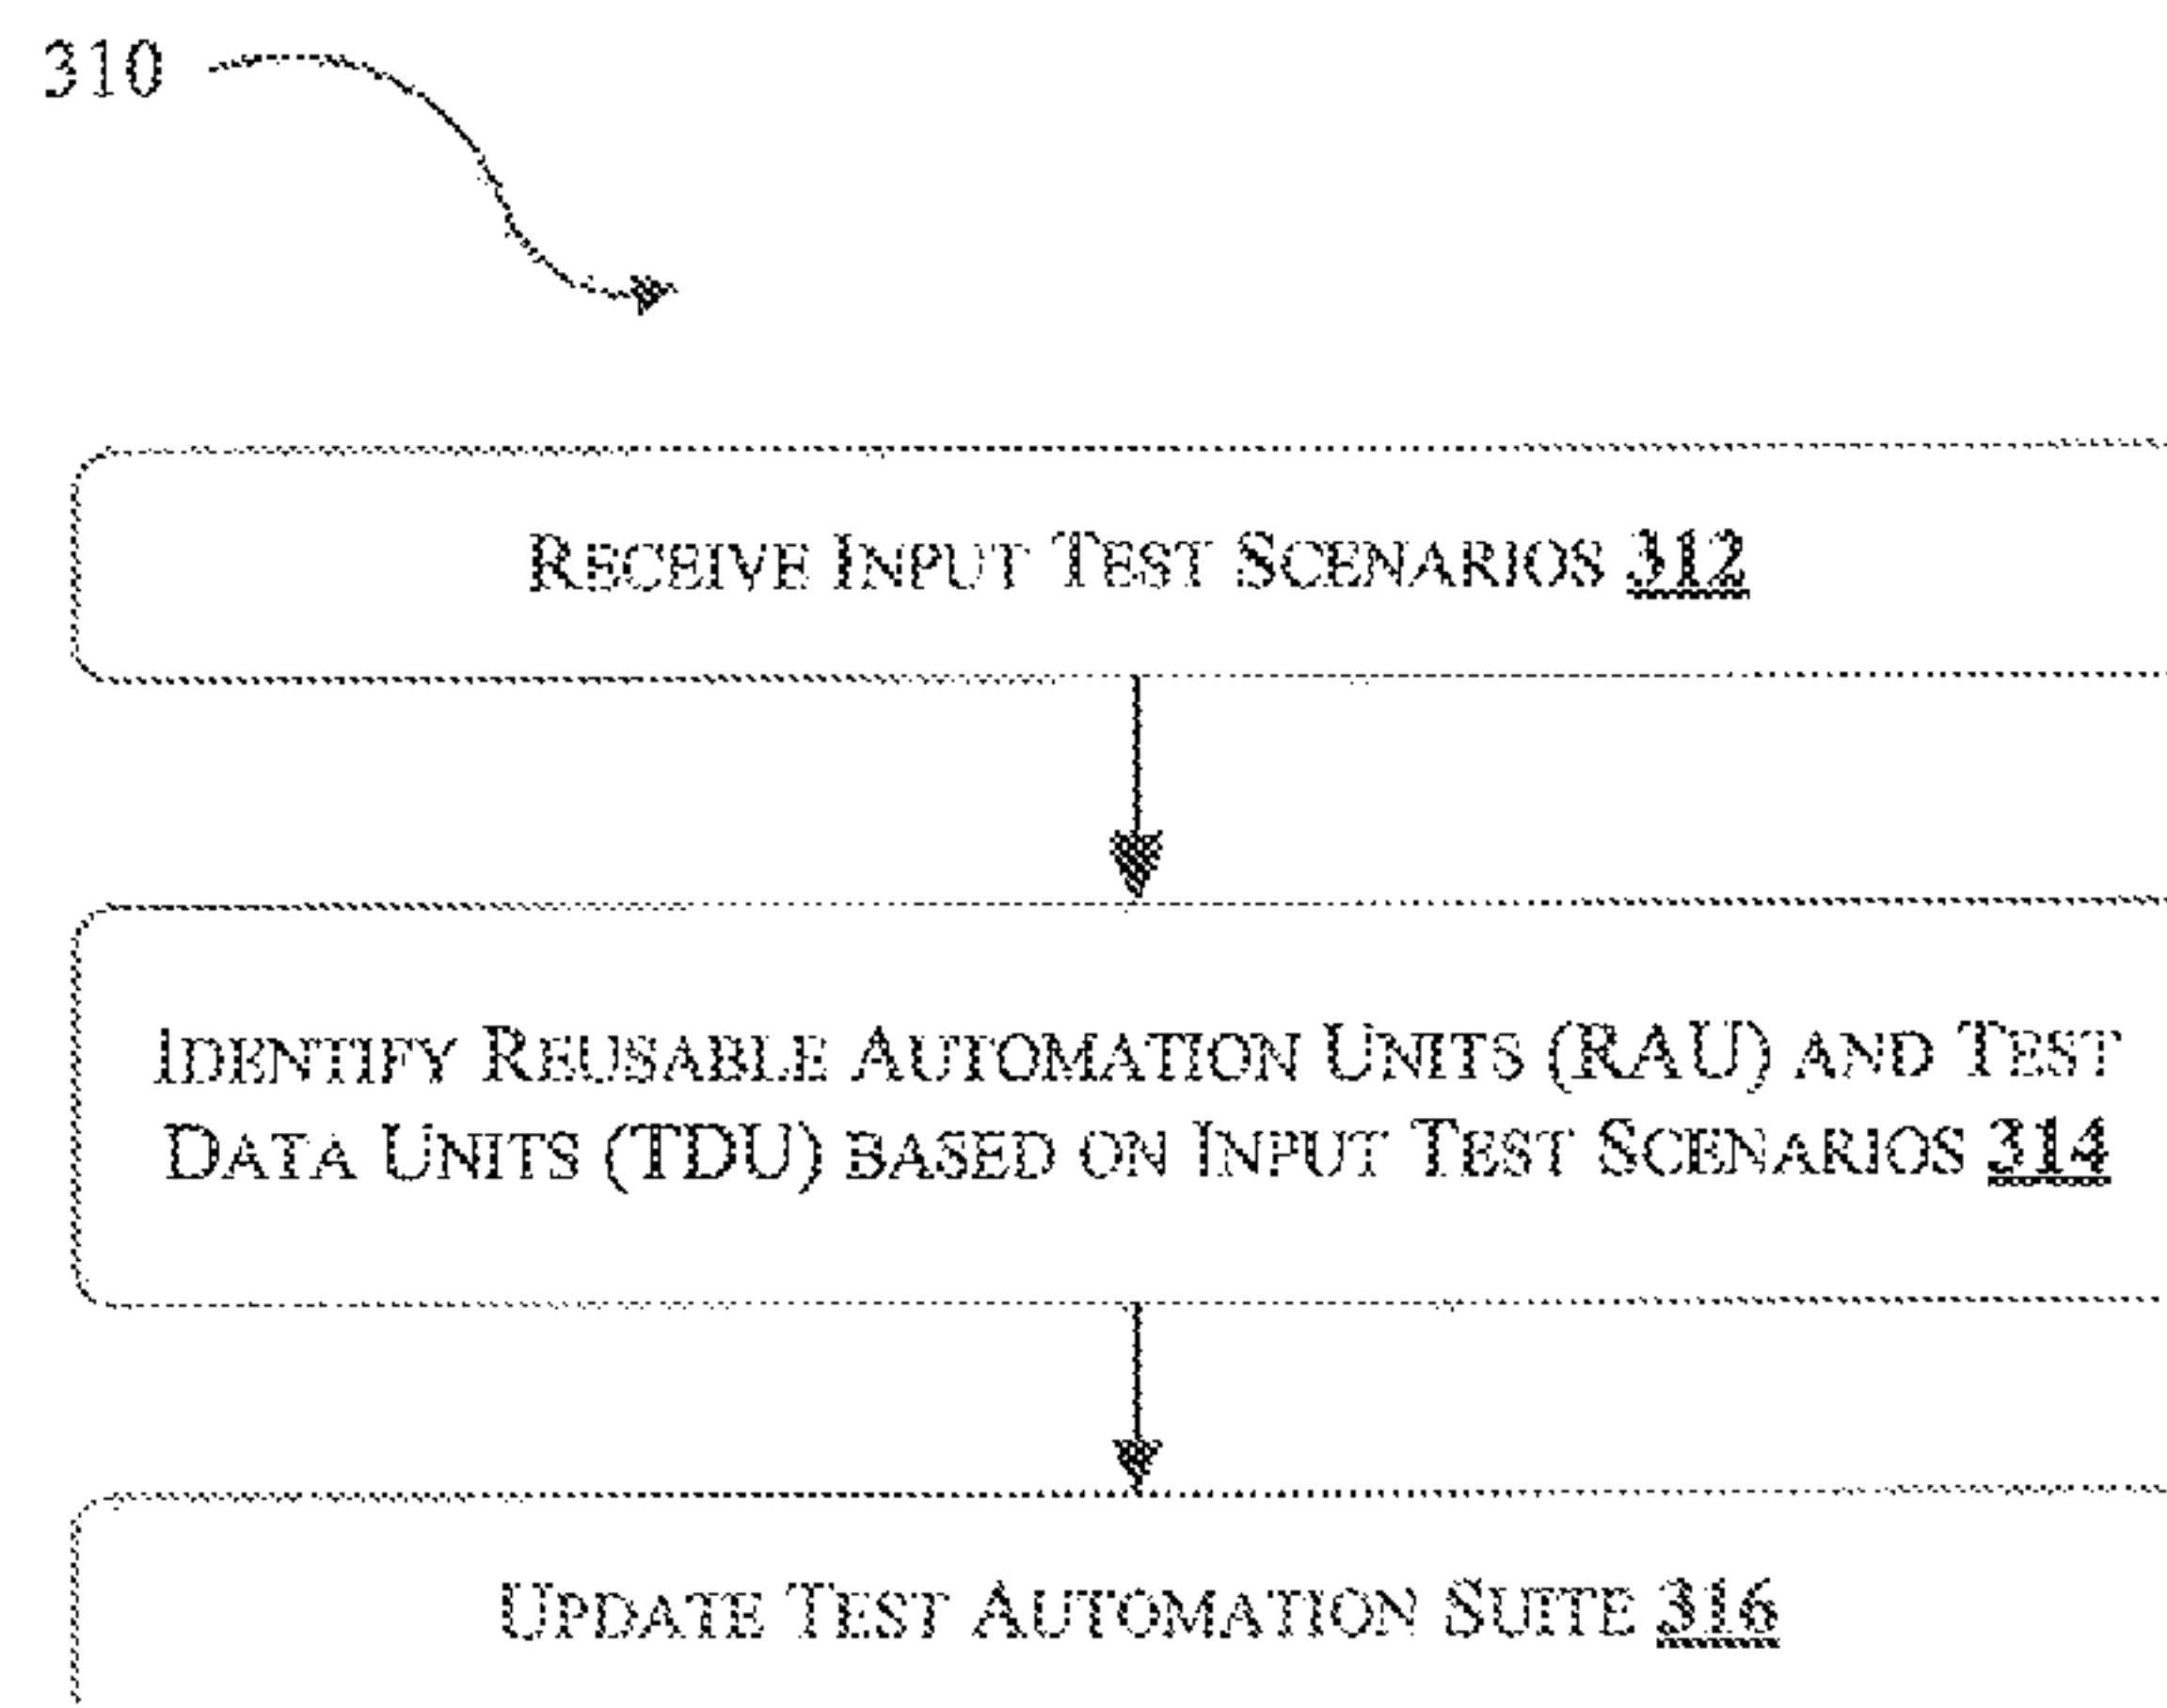 310
RECEIVE INPUT TEST SCENARIOS 312
IDENTIFY REUSABLE AUTOMATION UNITS (RAU) AND TEST
DATA UNITS (TDU) BASED ON INPUT TEST SCENARIOS 314
UPDATE TEST AUTOMATION SUITE 316